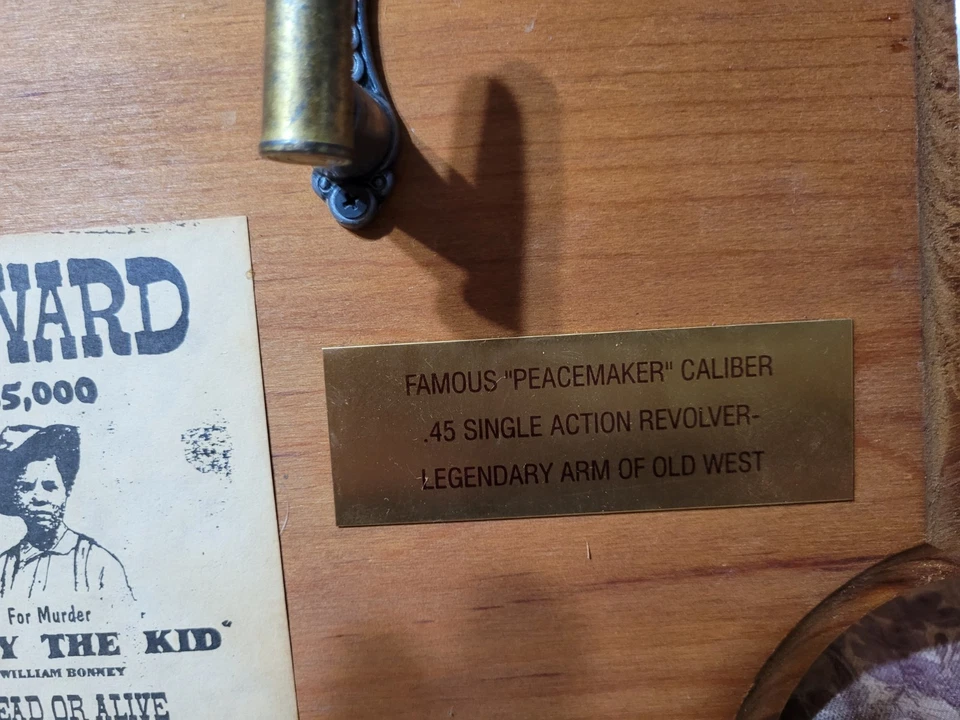 WARD
5,000
For Murder
Y THE KID"
WILLIAM BONNEY
EAD OR ALIVE
FAMOUS "PEACEMAKER" CALIBER
.45 SINGLE ACTION REVOLVER-
LEGENDARY ARM OF OLD WEST